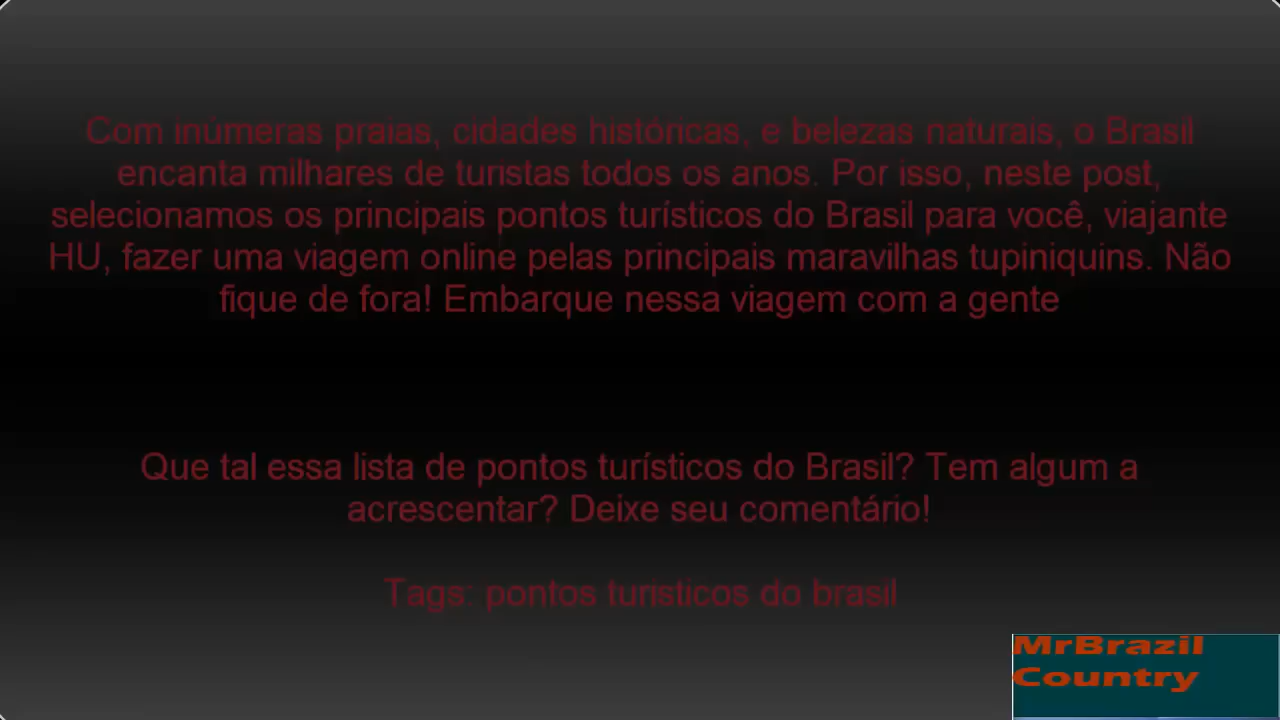 Com inúmeras praias, cidades históricas, e belezas naturais, o Brasil
encanta milhares de turistas todos os anos. Por isso, neste post,
selecionamos os principais pontos turísticos do Brasil para você, viajante
HU, fazer uma viagem online pelas principais maravilhas tupiniquins. Não
fique de fora! Embarque nessa viagem com a gente
Que tal essa lista de pontos turísticos do Brasil? Tem algum a
acrescentar? Deixe seu comentário!
Tags: pontos turisticos do brasil
MrBrazil
Country